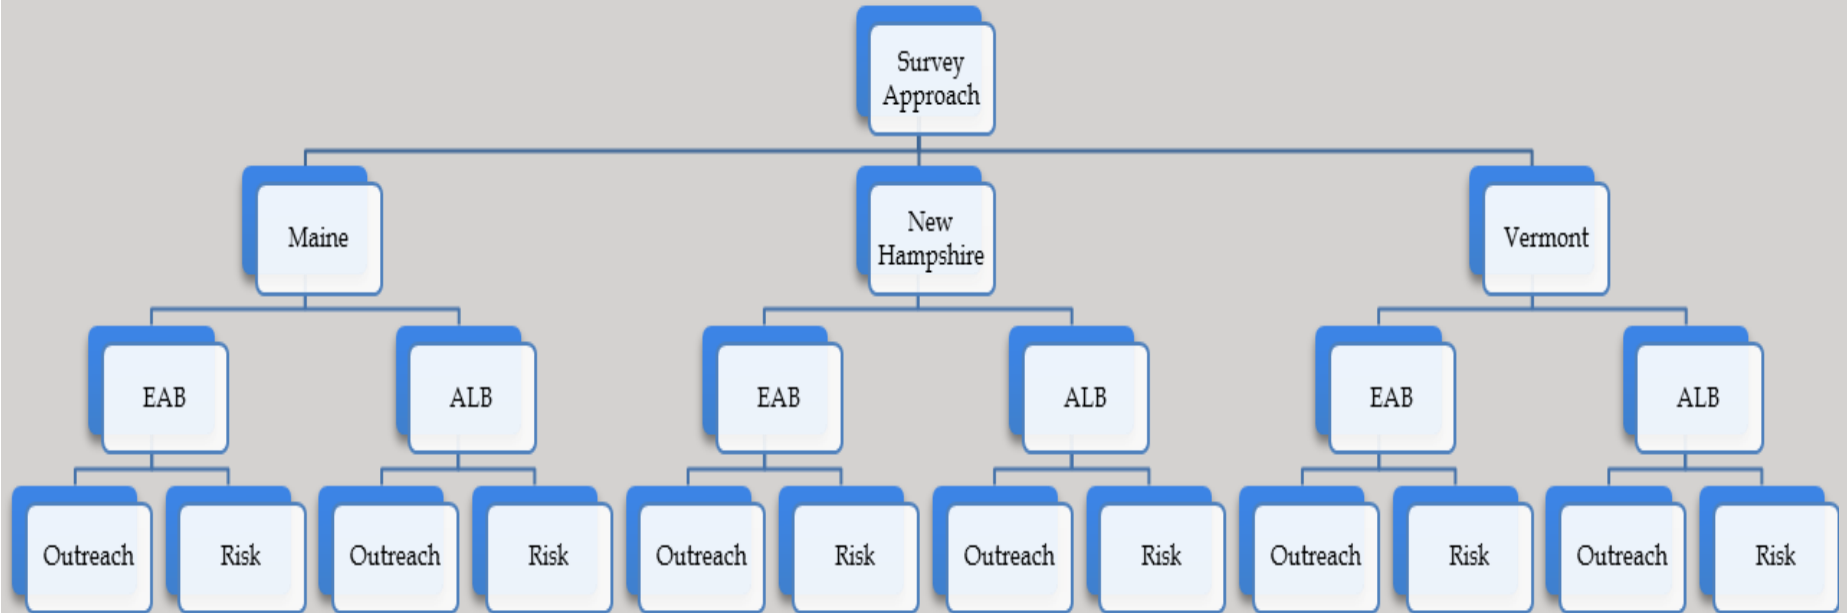 Survey
Approach
Maine
New
Hampshire
Vermont
EAB
ALB
EAB
ALB
EAB
ALB
Outreach
Risk
Outreach
Risk
Outreach
Risk
Outreach
Risk
Outreach
Risk
Outreach
Risk